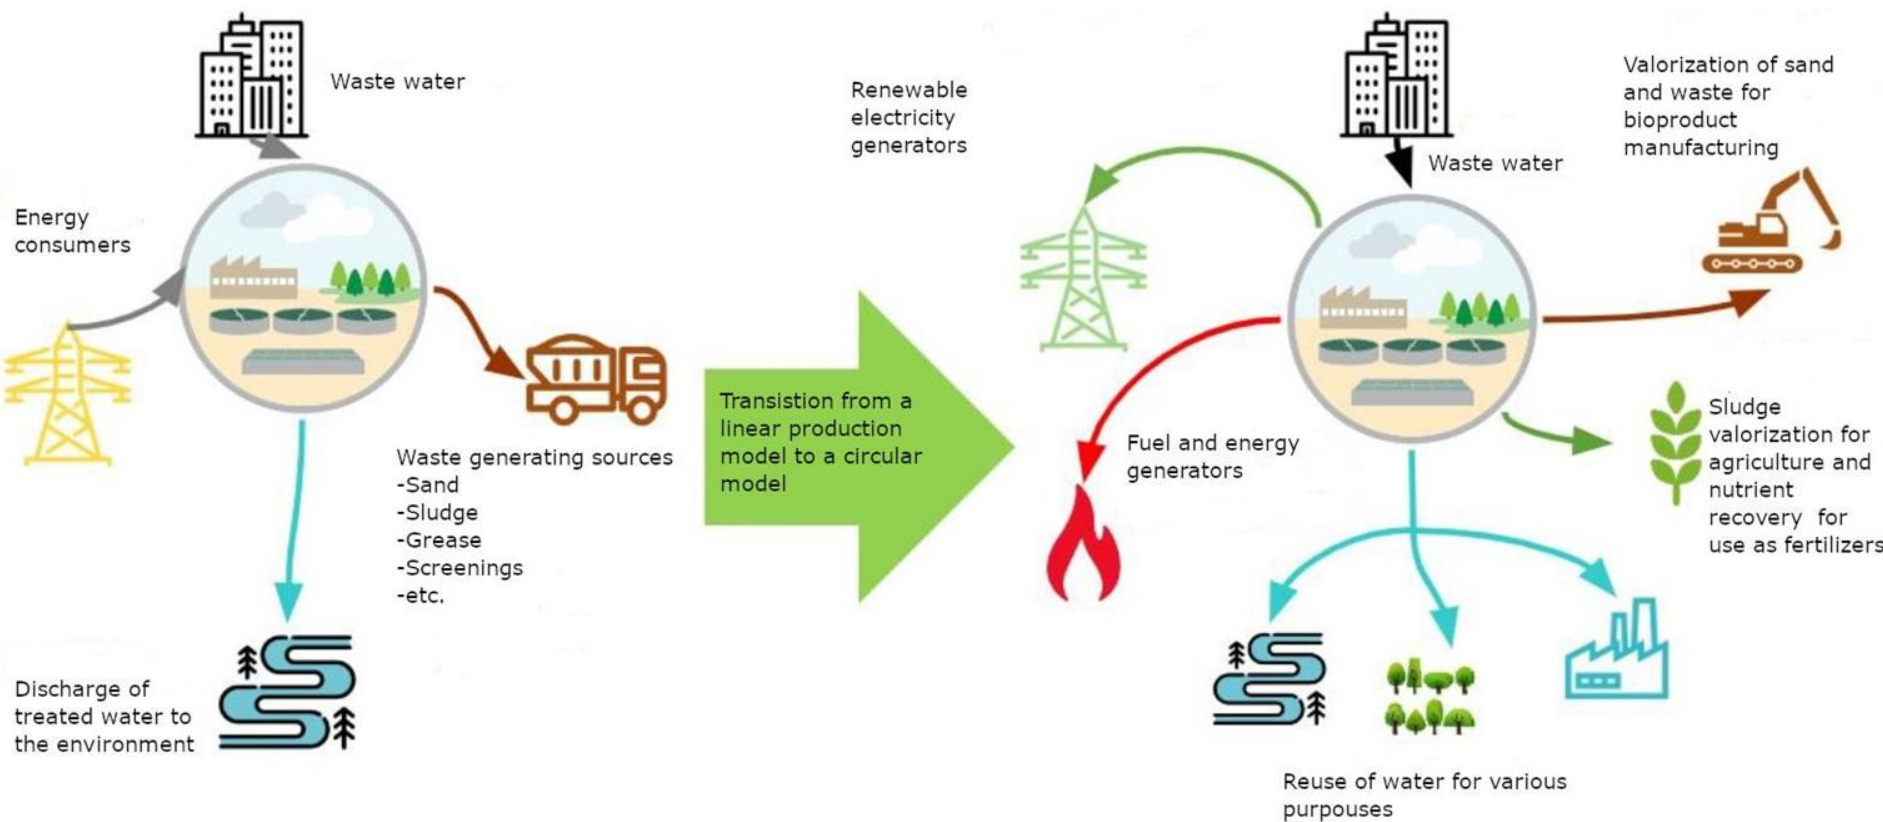 Waste water
Energy
consumers
Waste generating sources
-Sand
-Sludge
-Grease
-Screenings
-etc.
Discharge of
treated water to
the environment
Transistion from a
linear production
model to a circular
model
Renewable
electricity
generators
Waste water
Valorization of sand
and waste for
bioproduct
manufacturing
Fuel and energy
generators
Sludge
valorization for
agriculture and
nutrient
recovery  for
use as fertilizers
Reuse of water for various
purpouses